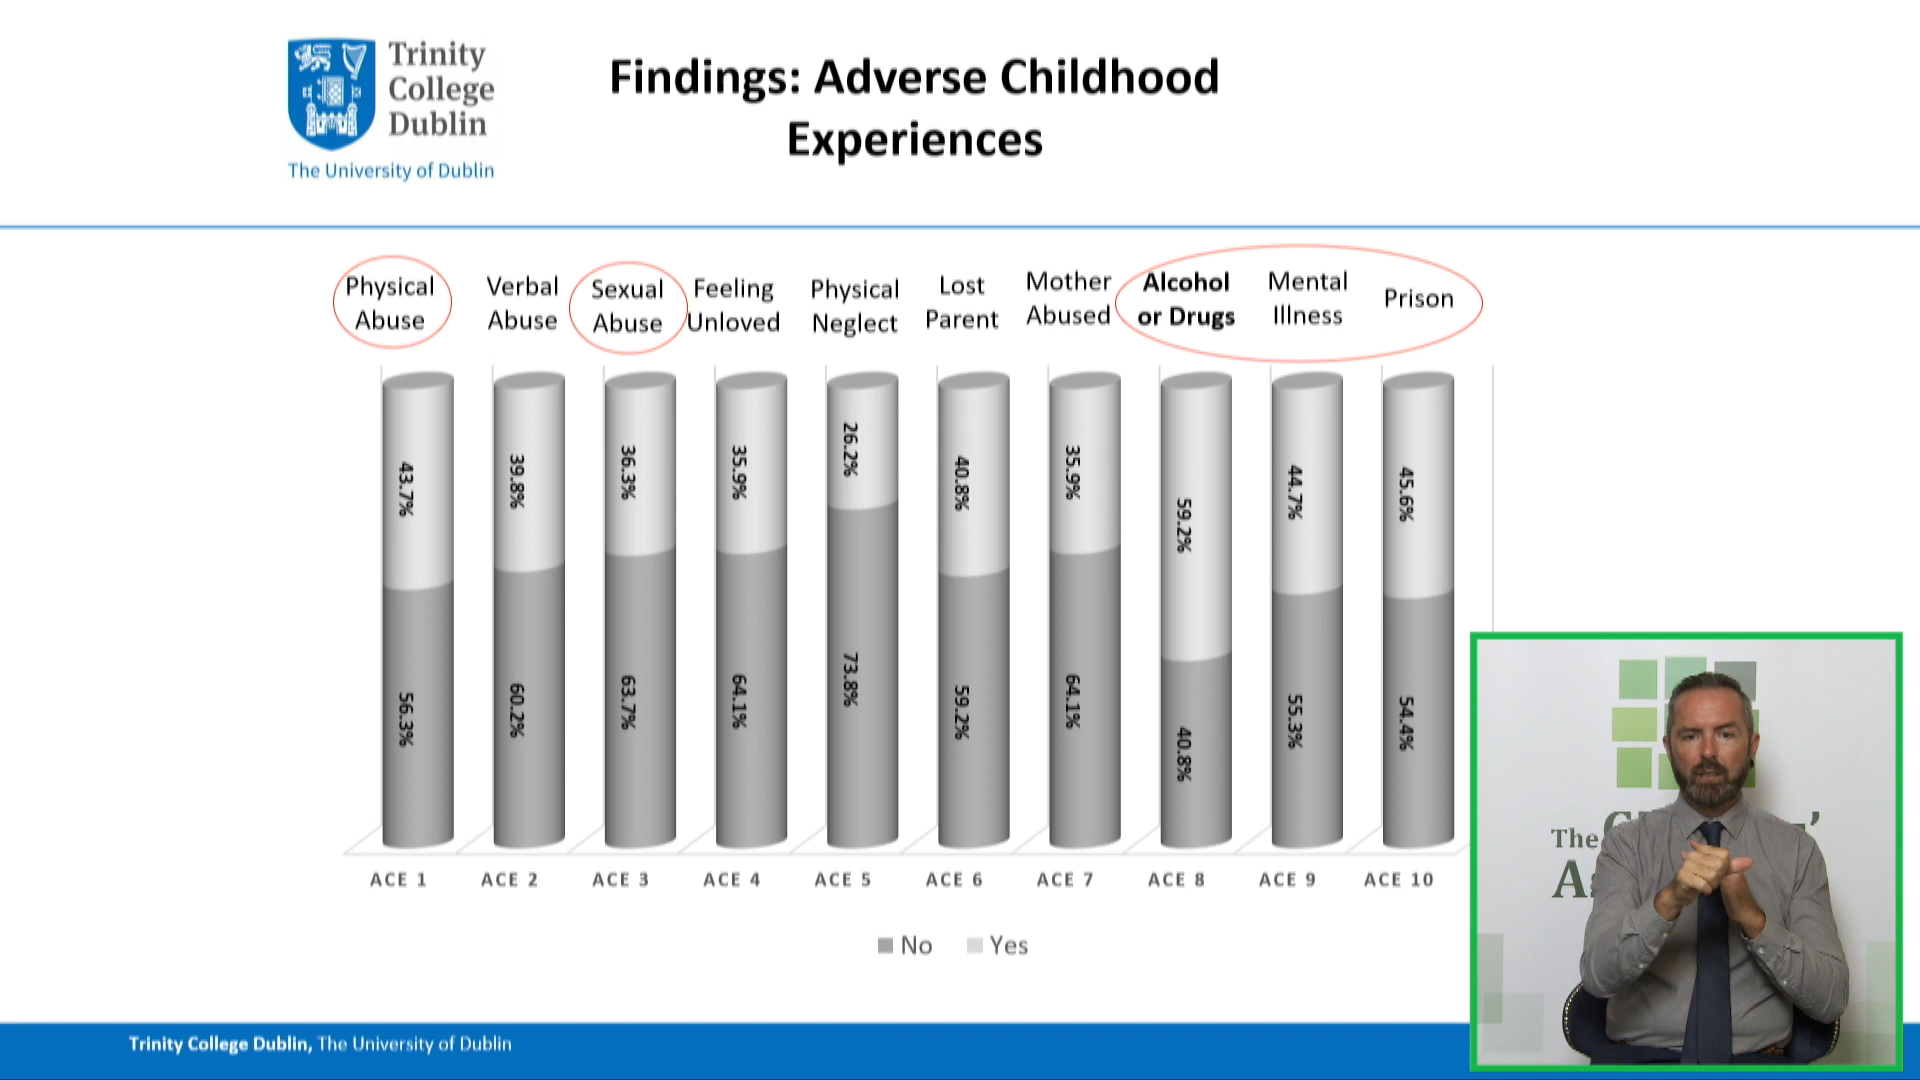 Trinity
College
Dublin
The University of Dublin
Findings: Adverse Childhood
Experiences
Physical
Abuse
Verbal
Abuse
Sexual
Abuse
Feeling
Unloved
Physical
Neglect
Lost
Parent
Mother
Abused
Alcohol
or Drugs
Mental
Illness
Prison
43.7%
39.8%
36.3%
35.9%
26.2%
40.8%
35.9%
59.2%
44.7%
45.6%
56.3%
60.2%
63.7%
64.1%
73.8%
59.2%
64.1%
40.8%
55.3%
54.4%
ACE 1
ACE 2
ACE 3
ACE 4
ACE 5
ACE 6
ACE 7
ACE 8
ACE 9
ACE 10
No
Yes
The
Trinity College Dublin, The University of Dublin